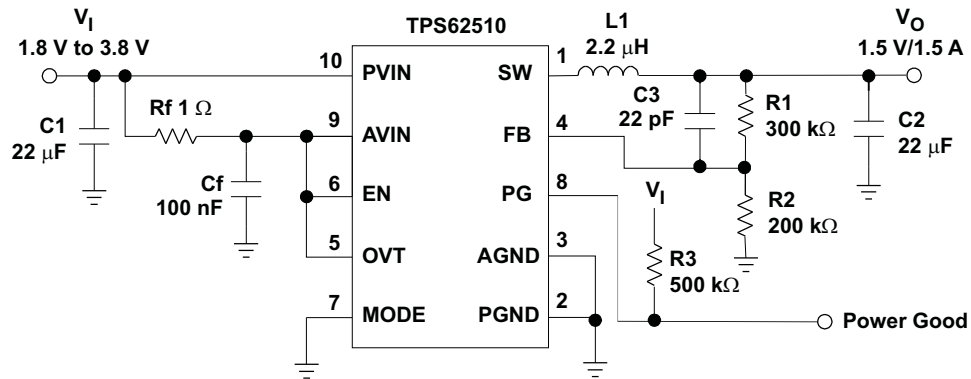 TPS62510
V_I
1.8 V to 3.8 V
10
PVIN
Rf 1 Ω
C1
22 μF
9
AVIN
Cf
100 nF
6
EN
5
OVT
7
MODE
1
SW
L1
2.2 μH
4
FB
C3
22 pF
R1
300 kΩ
V_O
1.5 V/1.5 A
C2
22 μF
8
PG
V_I
R2
200 kΩ
3
AGND
R3
500 kΩ
2
PGND
Power Good